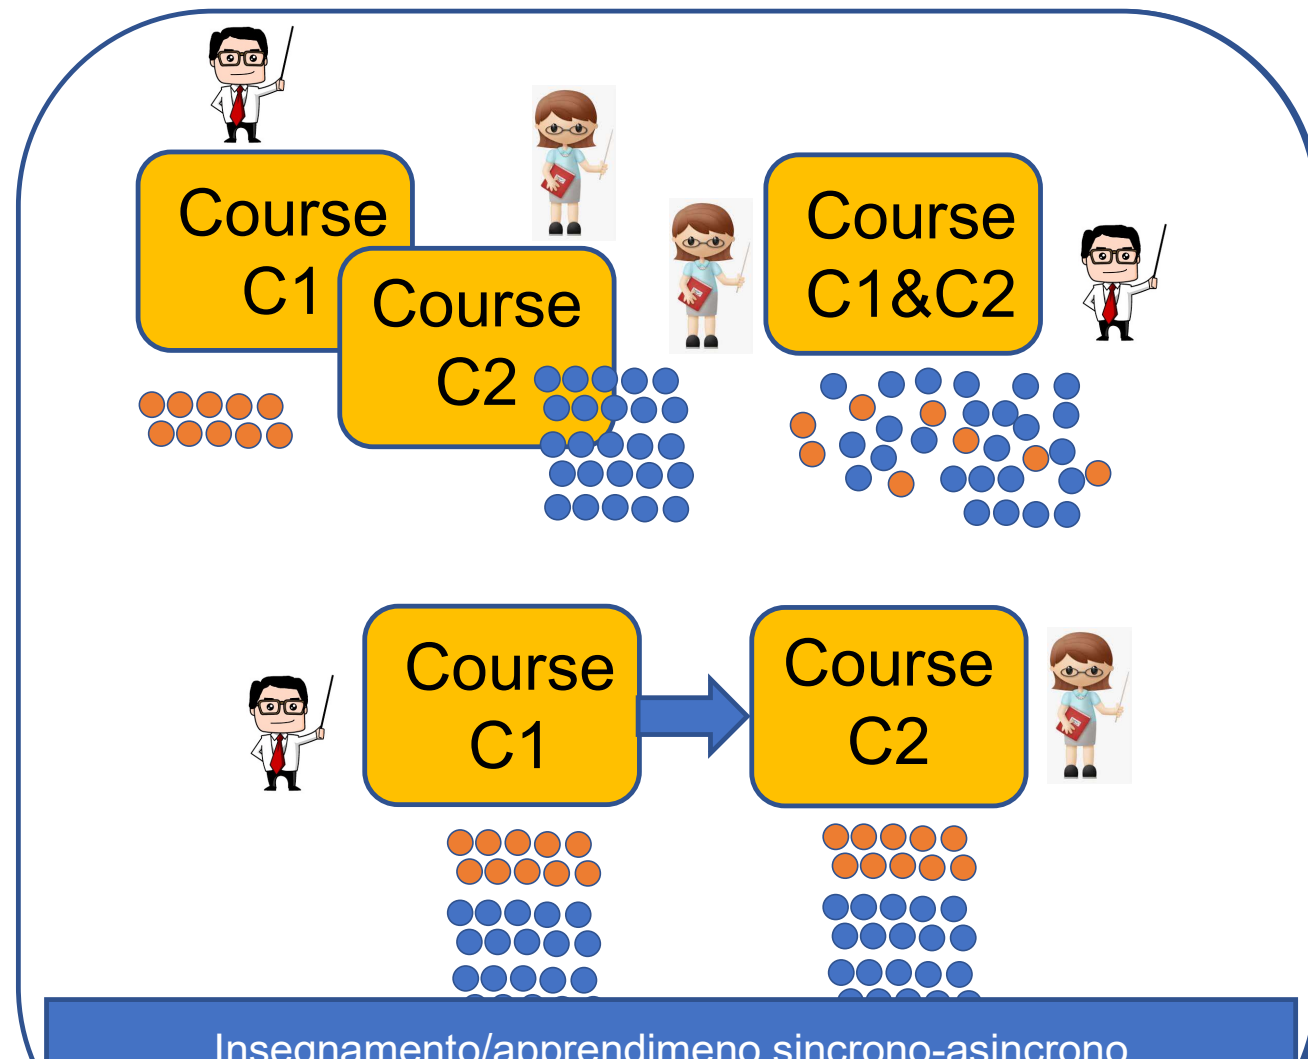 Course
C1
Course
C2
Course
C1&C2
Course
C1
Course
C2
Insegnamento/apprendimeno sincrono-asincrono